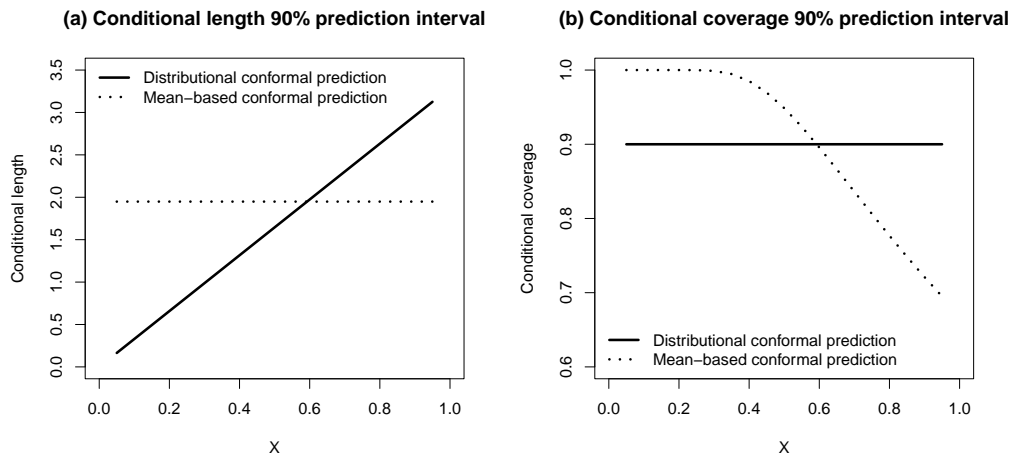 (a) Conditional length 90% prediction interval
Conditional length
3.5
3.0
2.5
2.0
1.5
1.0
0.5
0.0
Distributional conformal prediction
Mean−based conformal prediction
0.0 0.2 0.4 0.6 0.8 1.0
X
(b) Conditional coverage 90% prediction interval
Conditional coverage
1.0
0.9
0.8
0.7
0.6
Distributional conformal prediction
Mean−based conformal prediction
0.0 0.2 0.4 0.6 0.8 1.0
X